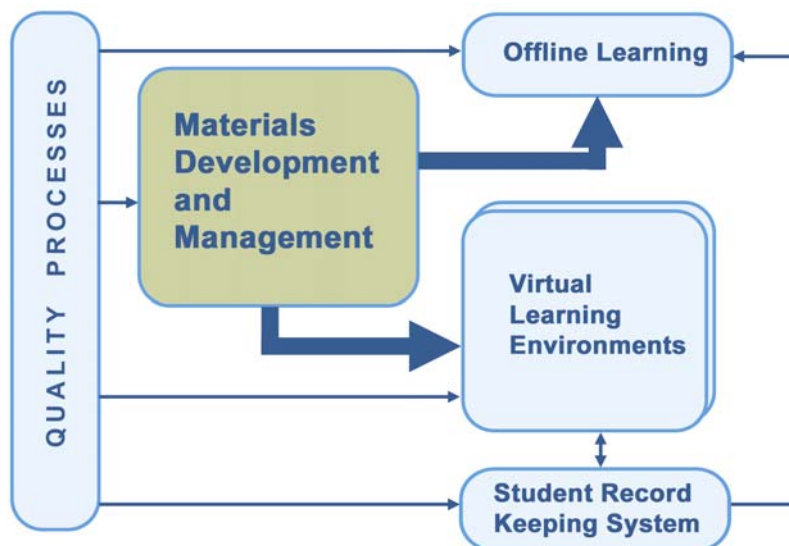 QUALITY PROCESSES
Offline Learning
Materials
Development
and
Management
Virtual
Learning
Environments
Student Record
Keeping System